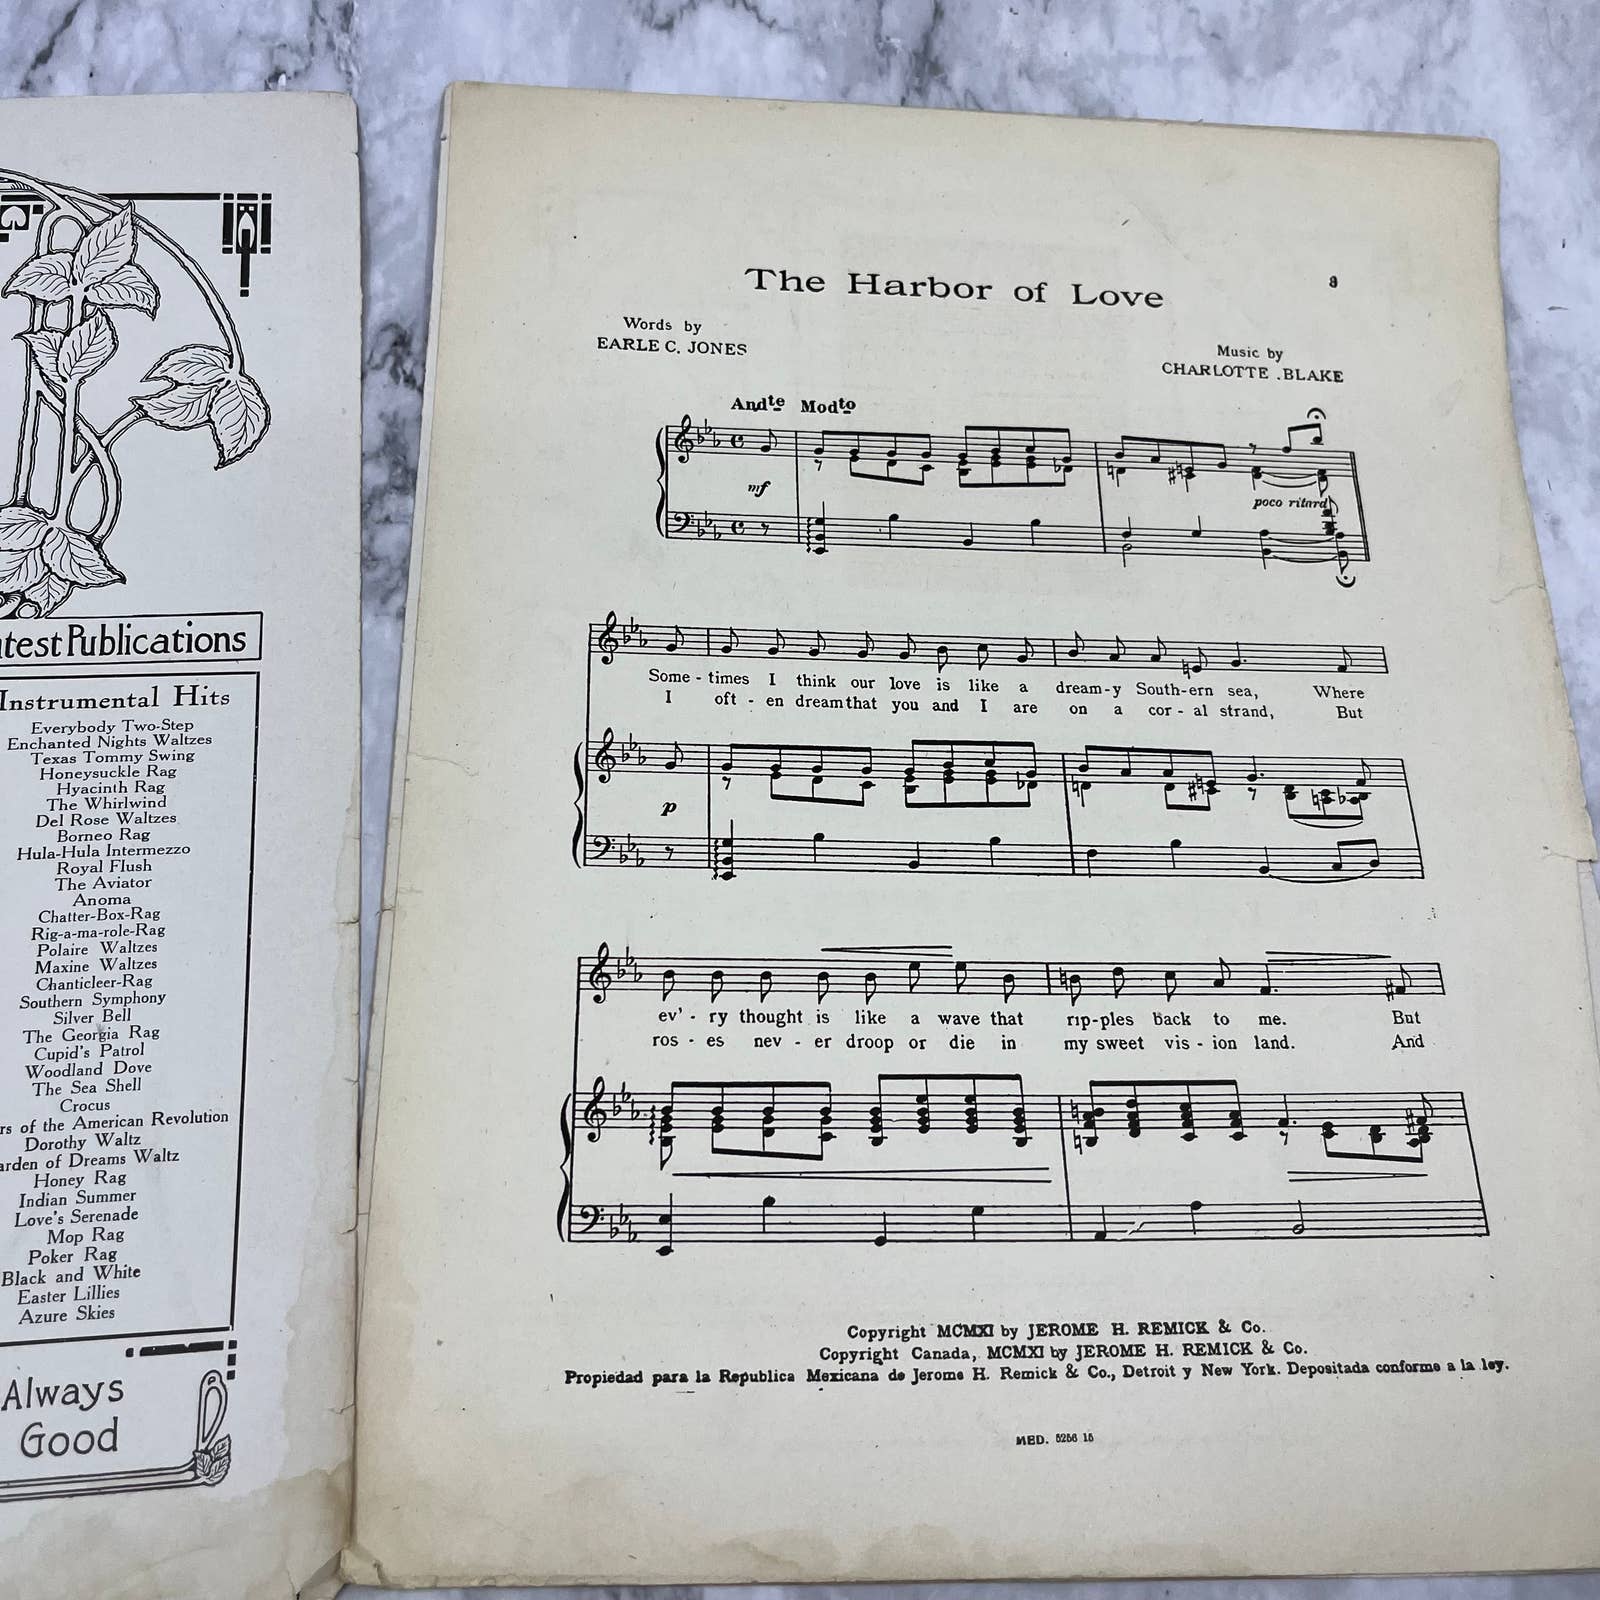 Publications
Instrumental Hits
Everybody Two-Step
Enchanted Nights Waltzes
Texas Tommy Swing
Honeysuckle Rag
Hyacinth Rag
The Whirlwind
Del Rose Waltzes
Borneo Rag
Hula-Hula Intermezzo
Royal Flush
The Aviator
Anoma
Chatter-Box-Rag
Rig-a-ma-role-Rag
Polaire Waltzes
Maxine Waltzes
Chanticleer-Rag
Southern Symphony
Silver Bell
The Georgia Rag
Cupid's Patrol
Woodland Dove
The Sea Shell
Crocus
rs of the American Revolution
Dorothy Waltz
arden of Dreams Waltz
Honey Rag
Indian Summer
Love's Serenade
Mop Rag
Poker Rag
Black and White
Easter Lillies
Azure Skies
Always
Good
The Harbor of Love
3
Words by
EARLE C. JONES
Music by
CHARLOTTE BLAKE
Andte Modto
mf
poco ritard
Some - times I think our love is like a dream-y South-ern sea, Where
I oft - en dream that you and I are on a cor - al strand, But
p
ev' - ry thought is like a wave that rip-ples back to me. But
ros - es nev - er droop or die in my sweet vis - ion land. And
Copyright MCMXI by JEROME H. REMICK & Co.
Copyright Canada, MCMXI by JEROME H. REMICK & Co.
Propiedad para la Republica Mexicana de Jerome H. Remick & Co., Detroit y New York. Depositada conforme a la ley.
MED. 5256 15